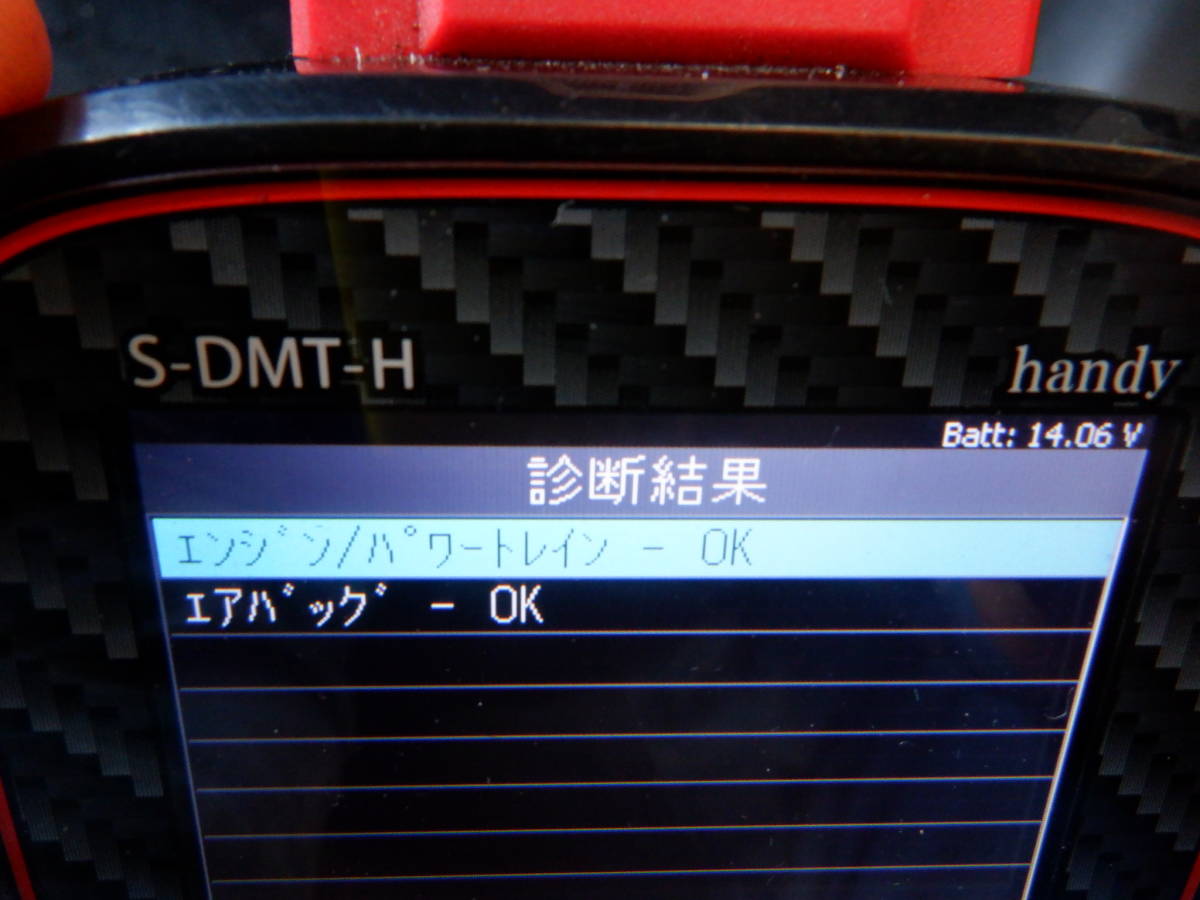 S-DMT-H
handy
Batt: 14.06 V
診断結果
エンジン/パワートレイン - OK
エアバッグ - OK